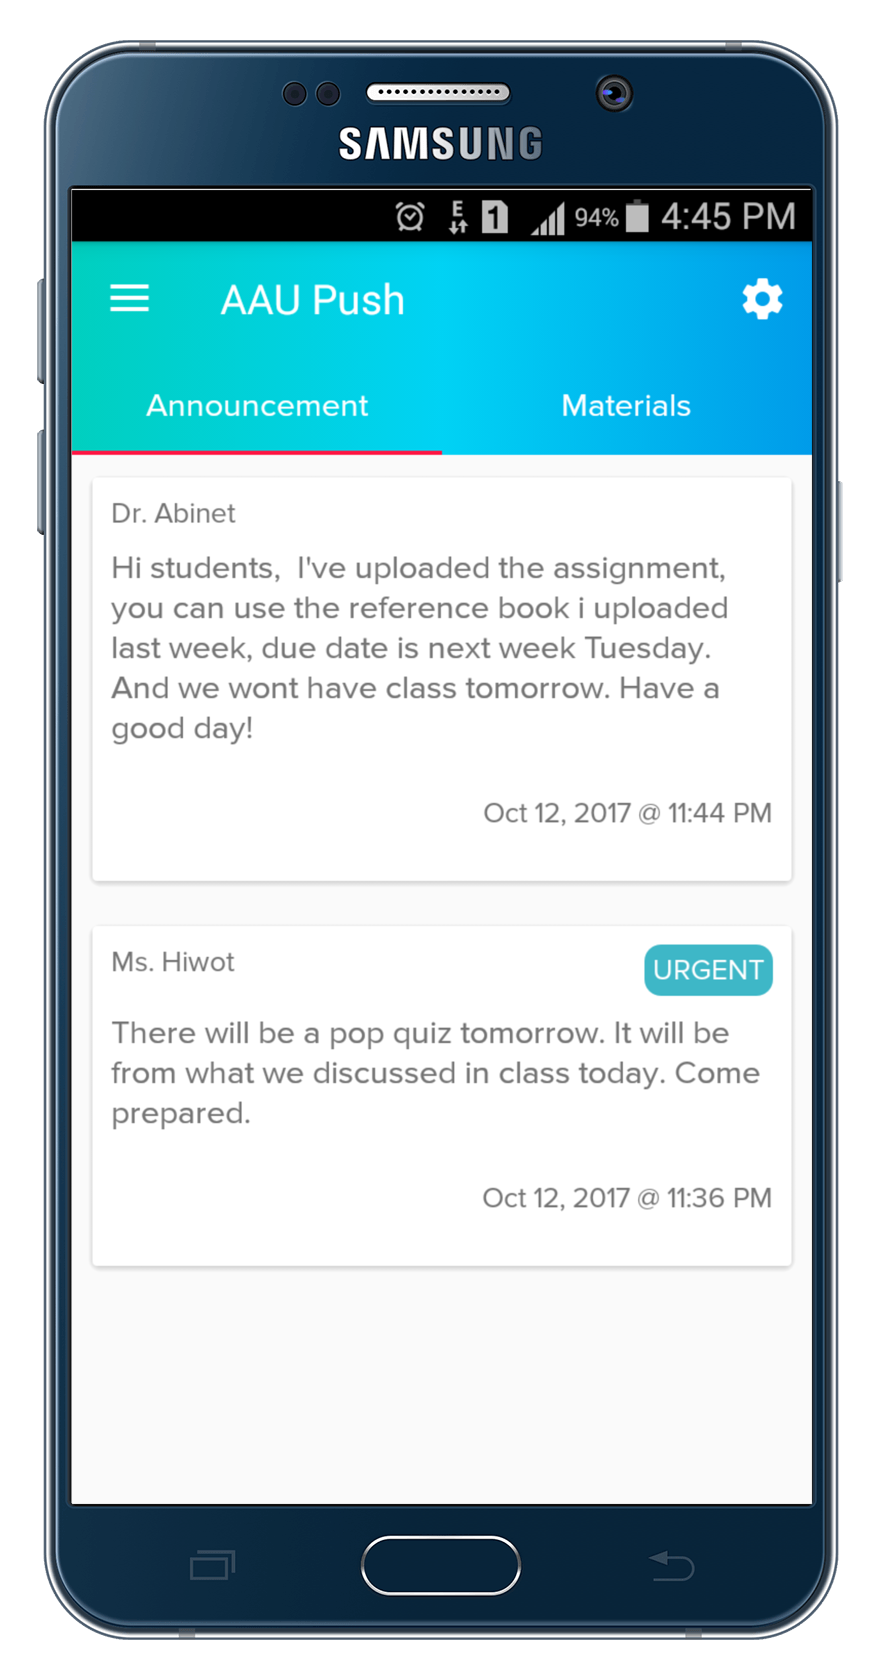 SAMSUNG
E 1 94% 4:45 PM
AAU Push
Announcement Materials
Dr. Abinet
Hi students,  I've uploaded the assignment,
you can use the reference book i uploaded
last week, due date is next week Tuesday.
And we wont have class tomorrow. Have a
good day!
Oct 12, 2017 @ 11:44 PM
Ms. Hiwot URGENT
There will be a pop quiz tomorrow. It will be
from what we discussed in class today. Come
prepared.
Oct 12, 2017 @ 11:36 PM